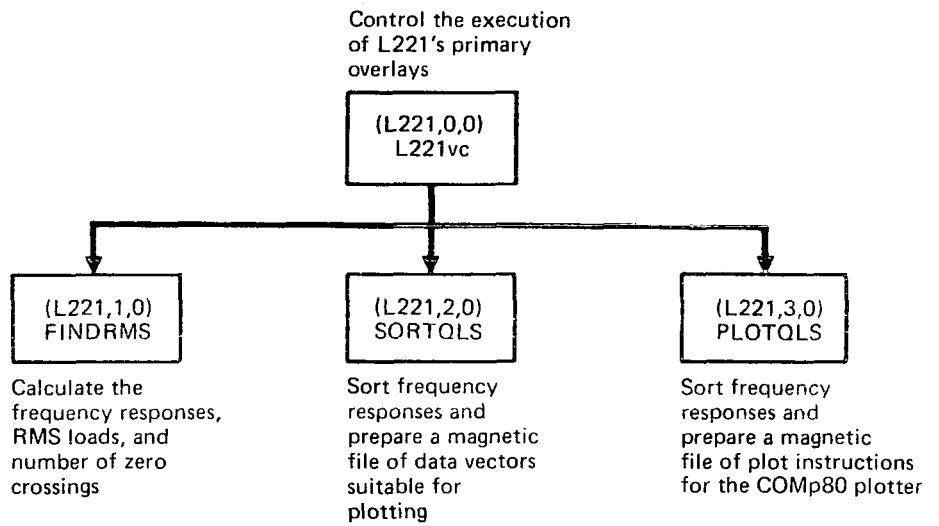 Control the execution
of L221's primary
overlays
(L221,0,0)
L221vc
(L221,1,0)
FINDRMS
Calculate the
frequency responses,
RMS loads, and
number of zero
crossings
(L221,2,0)
SORTQLS
Sort frequency
responses and
prepare a magnetic
file of data vectors
suitable for
plotting
(L221,3,0)
PLOTQLS
Sort frequency
responses and
prepare a magnetic
file of plot instructions
for the COMp80 plotter